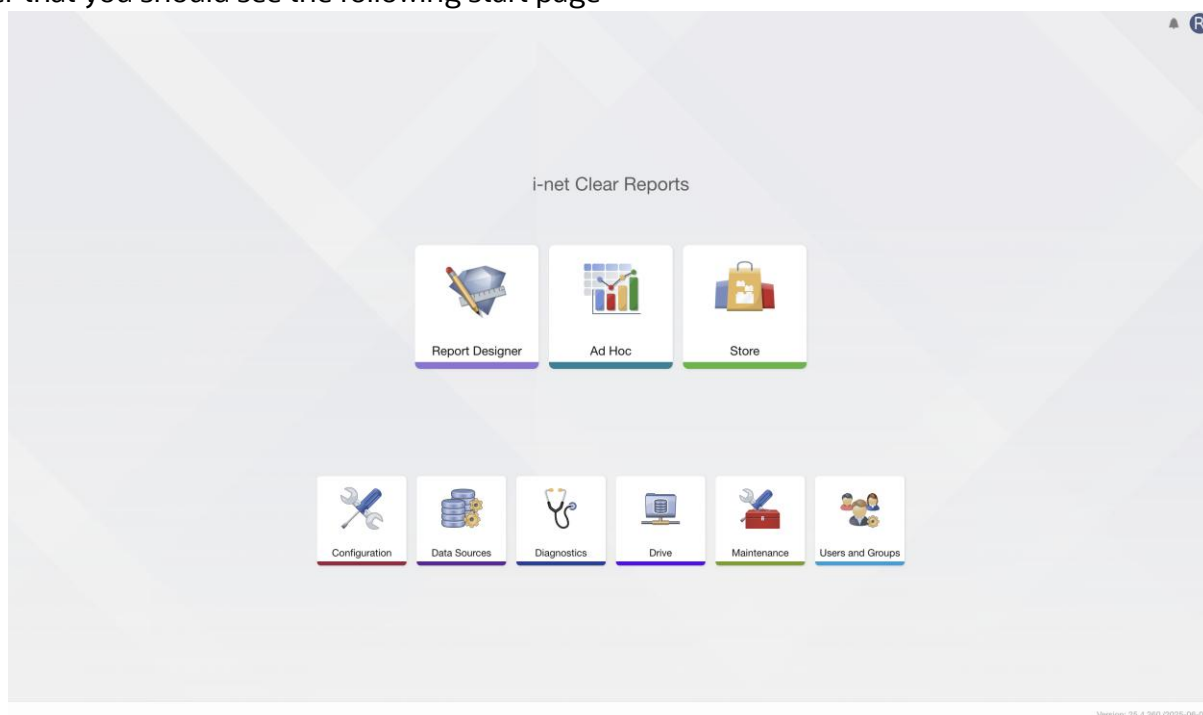 that you should see the following start page
R
i-net Clear Reports
Report Designer
Ad Hoc
Store
Configuration
Data Sources
Diagnostics
Drive
Maintenance
Users and Groups